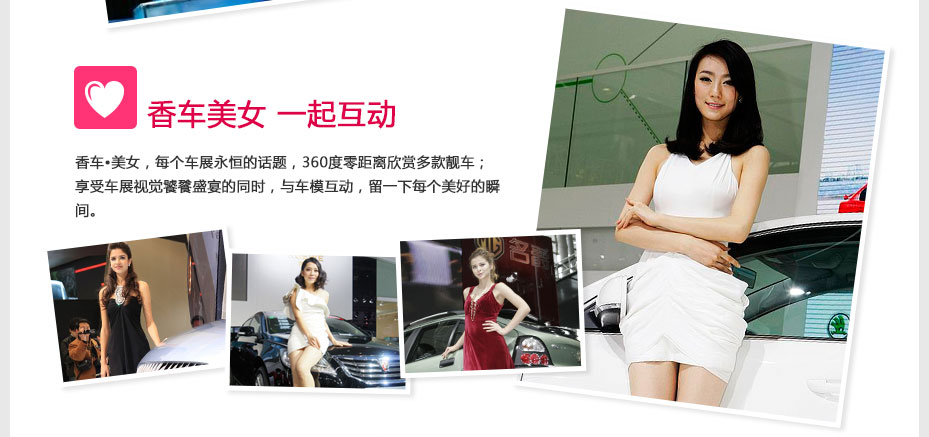 香车美女 一起互动
香车•美女，每个车展永恒的话题，360度零距离欣赏多款靓车；
享受车展视觉饕餮盛宴的同时，与车模互动，留一下每个美好的瞬
间。
名爵